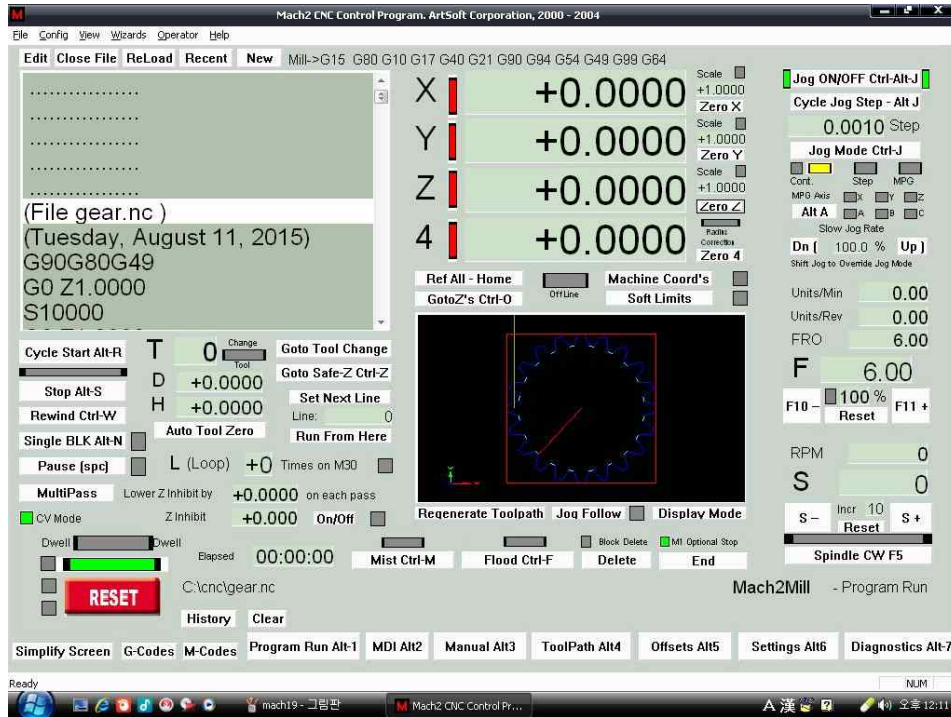 Mach2 CNC Control Program. ArtSoft Corporation, 2000 - 2004
File Config View Wizards Operator Help
Edit Close File ReLoad Recent New Mill->G15 G80 G10 G17 G40 G21 G90 G94 G54 G49 G99 G64
....................
....................
....................
....................
(File gear.nc )
(Tuesday, August 11, 2015)
G90G80G49
G0 Z1.0000
S10000
X +0.0000 Scale +1.0000 Zero X
Y +0.0000 Scale +1.0000 Zero Y
Z +0.0000 Scale +1.0000 Zero Z
4 +0.0000 Radius Correction Zero 4
Ref All - Home OffLine Machine Coord's
GotoZ's Ctrl-O Soft Limits
Jog ON/OFF Ctrl-Alt-J
Cycle Jog Step - Alt J
0.0010 Step
Jog Mode Ctrl-J
Cont. Step MPG
MPG Axis X Y Z
Alt A A B C
Slow Jog Rate
Dn ( 100.0 % Up )
Shift Jog to Override Jog Mode
Units/Min 0.00
Units/Rev 0.00
FRO 6.00
F 6.00
F10 - 100 % Reset F11 +
RPM 0
S 0
S - Incr 10 Reset S +
Spindle CW F5
Cycle Start Alt-R
Stop Alt-S
Rewind Ctrl-W
Single BLK Alt-N
Pause (spc)
MultiPass
CV Mode
T 0 Change Tool Goto Tool Change
D +0.0000 Goto Safe-Z Ctrl-Z
H +0.0000 Set Next Line
Line: 0
Auto Tool Zero Run From Here
L (Loop) +0 Times on M30
Lower Z Inhibit by +0.0000 on each pass
Z Inhibit +0.000 On/Off
Regenerate Toolpath Jog Follow Display Mode
Dwell Dwell
Elapsed 00:00:00 Mist Ctrl-M Flood Ctrl-F
Block Delete M1 Optional Stop
Delete End
RESET C:\cnc\gear.nc Mach2Mill - Program Run
History Clear
Simplify Screen G-Codes M-Codes Program Run Alt-1 MDI Alt2 Manual Alt3 ToolPath Alt4 Offsets Alt5 Settings Alt6 Diagnostics Alt-7
Ready NUM
mach19 - 그림판 Mach2 CNC Control Pr... A 漢 오후 12:11